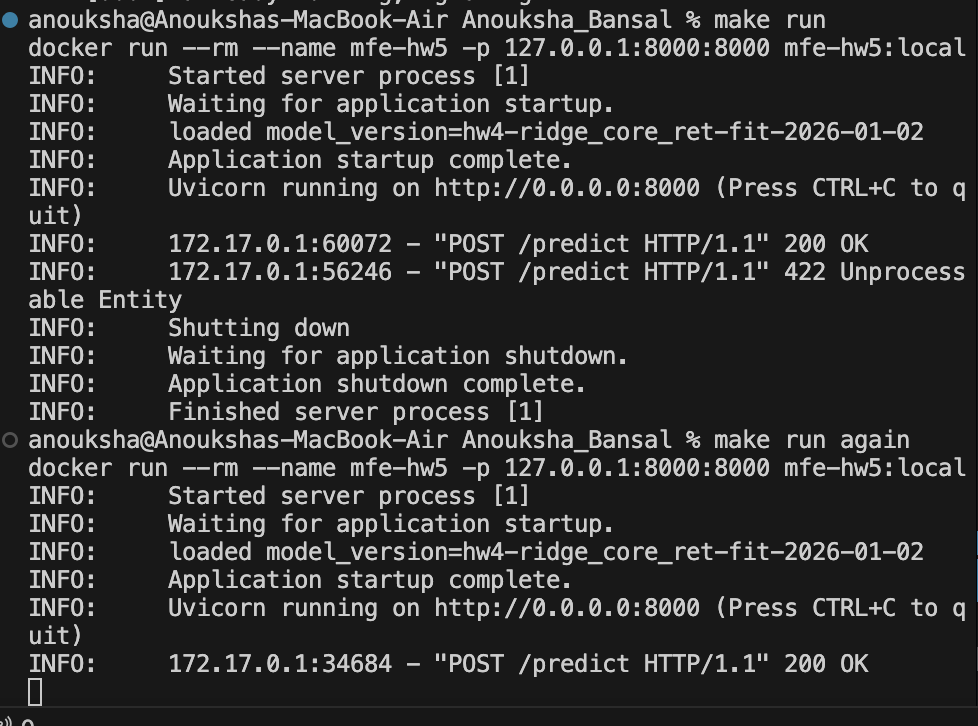 anouksha@Anoukshas-MacBook-Air Anouksha_Bansal % make run
docker run --rm --name mfe-hw5 -p 127.0.0.1:8000:8000 mfe-hw5:local
INFO:     Started server process [1]
INFO:     Waiting for application startup.
INFO:     loaded model_version=hw4-ridge_core_ret-fit-2026-01-02
INFO:     Application startup complete.
INFO:     Uvicorn running on http://0.0.0.0:8000 (Press CTRL+C to q
uit)
INFO:     172.17.0.1:60072 - "POST /predict HTTP/1.1" 200 OK
INFO:     172.17.0.1:56246 - "POST /predict HTTP/1.1" 422 Unprocess
able Entity
INFO:     Shutting down
INFO:     Waiting for application shutdown.
INFO:     Application shutdown complete.
INFO:     Finished server process [1]
anouksha@Anoukshas-MacBook-Air Anouksha_Bansal % make run again
docker run --rm --name mfe-hw5 -p 127.0.0.1:8000:8000 mfe-hw5:local
INFO:     Started server process [1]
INFO:     Waiting for application startup.
INFO:     loaded model_version=hw4-ridge_core_ret-fit-2026-01-02
INFO:     Application startup complete.
INFO:     Uvicorn running on http://0.0.0.0:8000 (Press CTRL+C to q
uit)
INFO:     172.17.0.1:34684 - "POST /predict HTTP/1.1" 200 OK